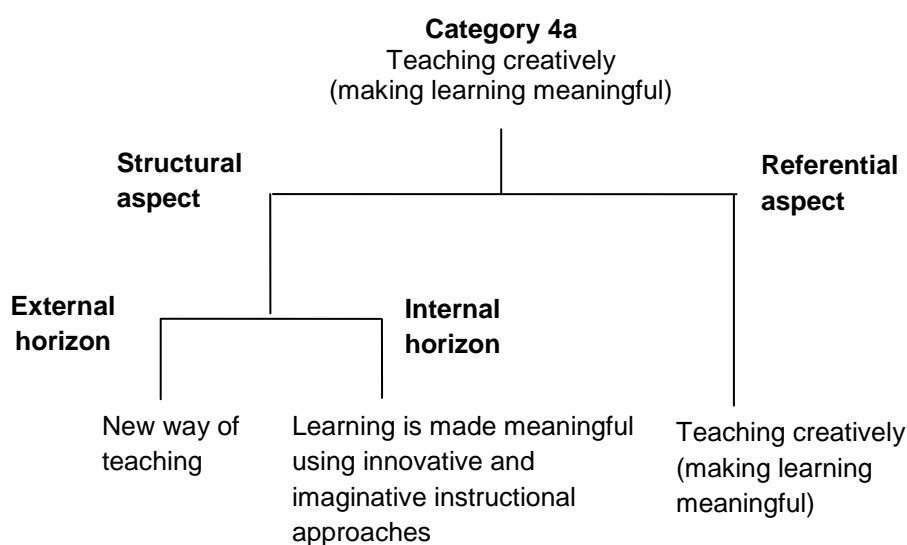 Category 4a
Teaching creatively
(making learning meaningful)
Structural
aspect
Referential
aspect
External
horizon
Internal
horizon
New way of
teaching
Learning is made meaningful
using innovative and
imaginative instructional
approaches
Teaching creatively
(making learning
meaningful)